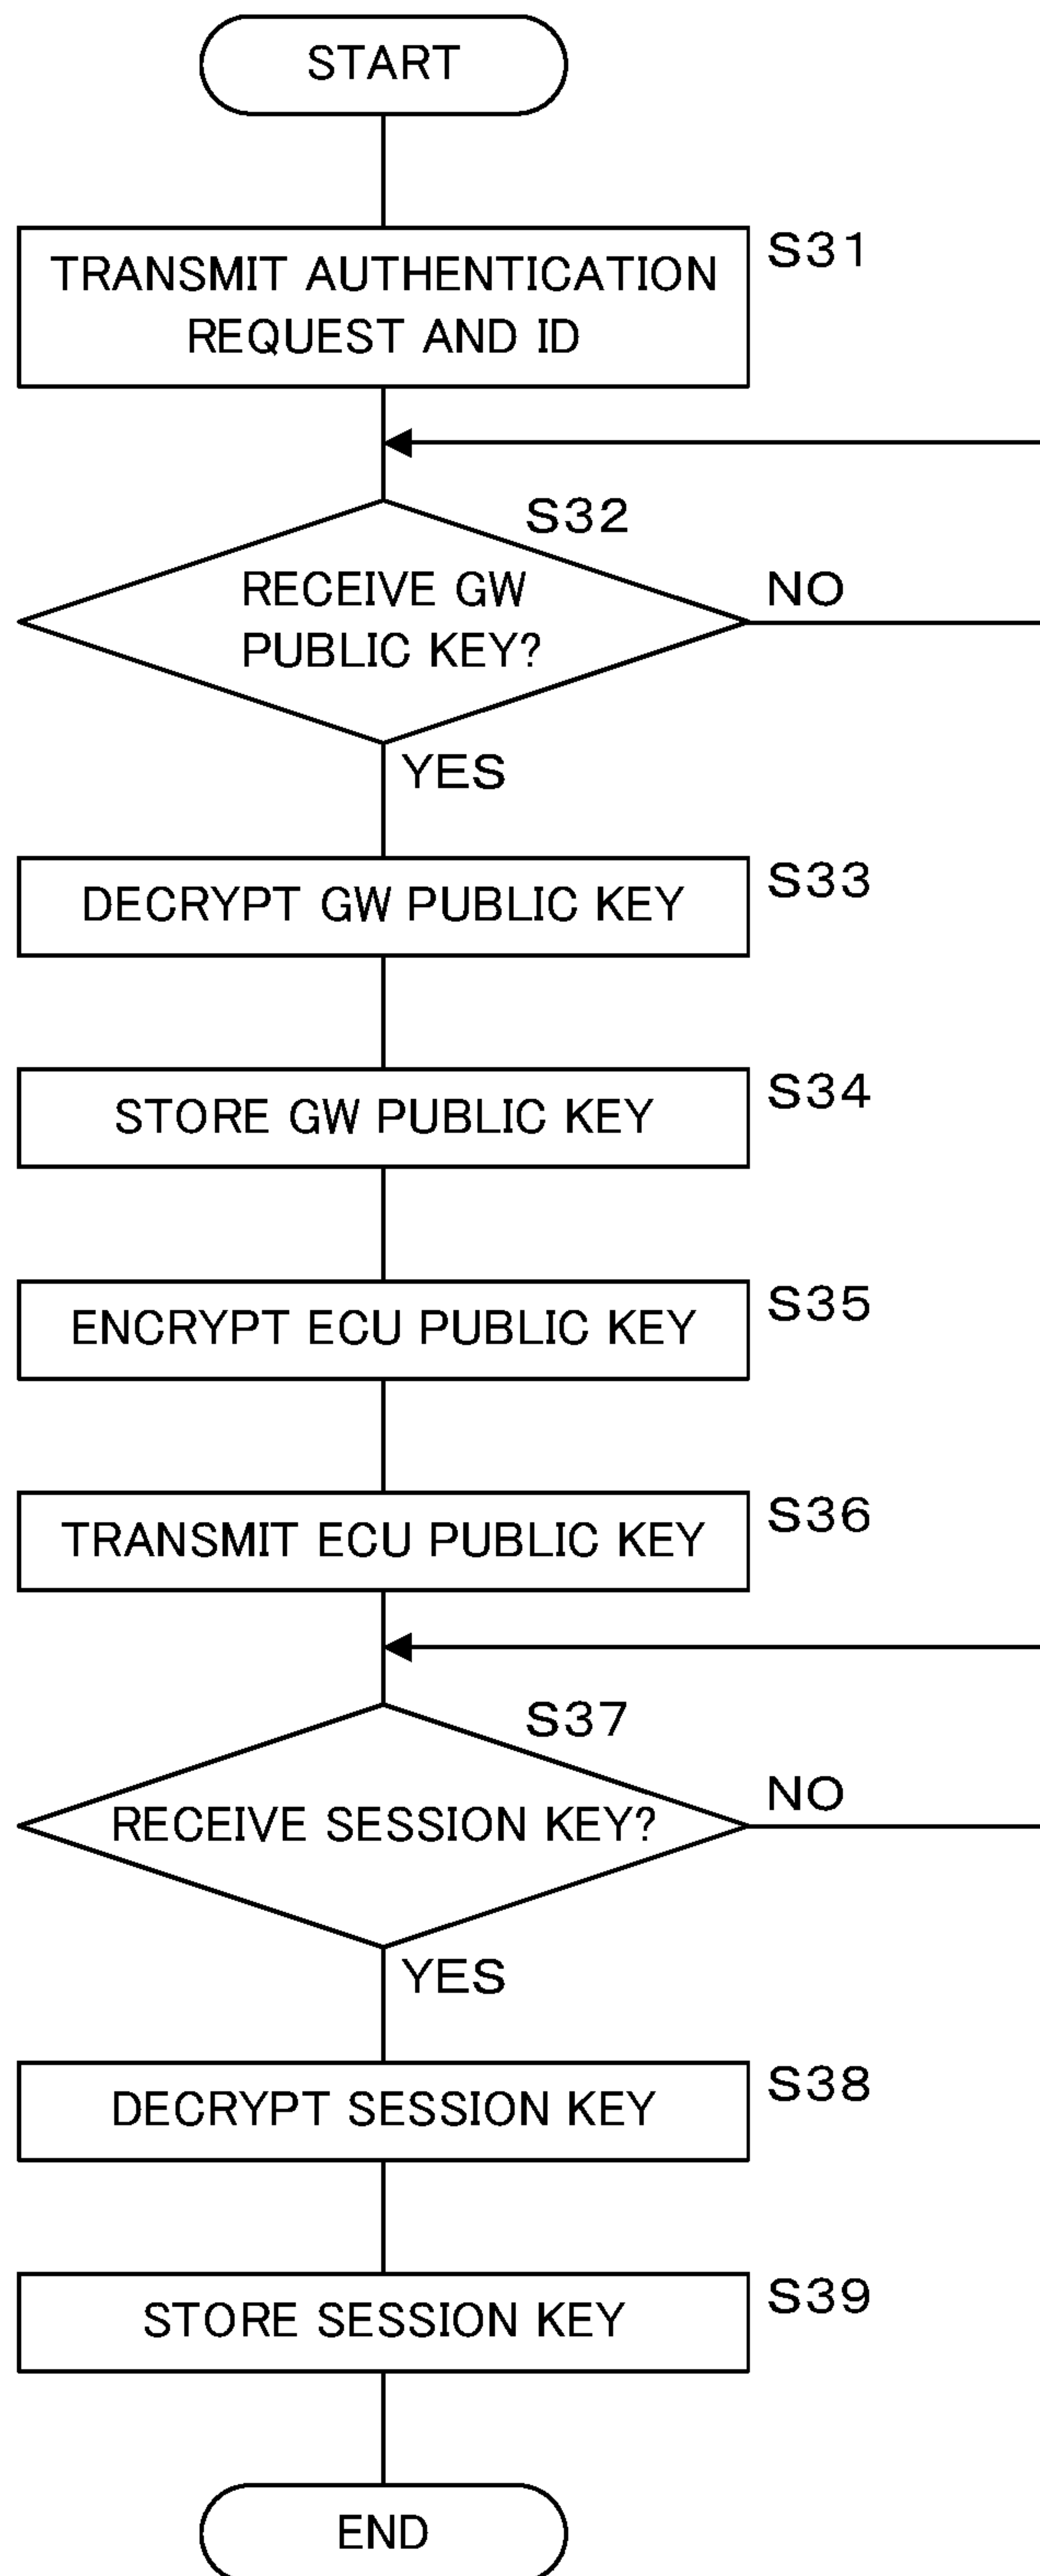 START
TRANSMIT AUTHENTICATION
REQUEST AND ID
S31
S32
RECEIVE GW
PUBLIC KEY?
NO
YES
DECRYPT GW PUBLIC KEY
S33
STORE GW PUBLIC KEY
S34
ENCRYPT ECU PUBLIC KEY
S35
TRANSMIT ECU PUBLIC KEY
S36
S37
RECEIVE SESSION KEY?
NO
YES
DECRYPT SESSION KEY
S38
STORE SESSION KEY
S39
END